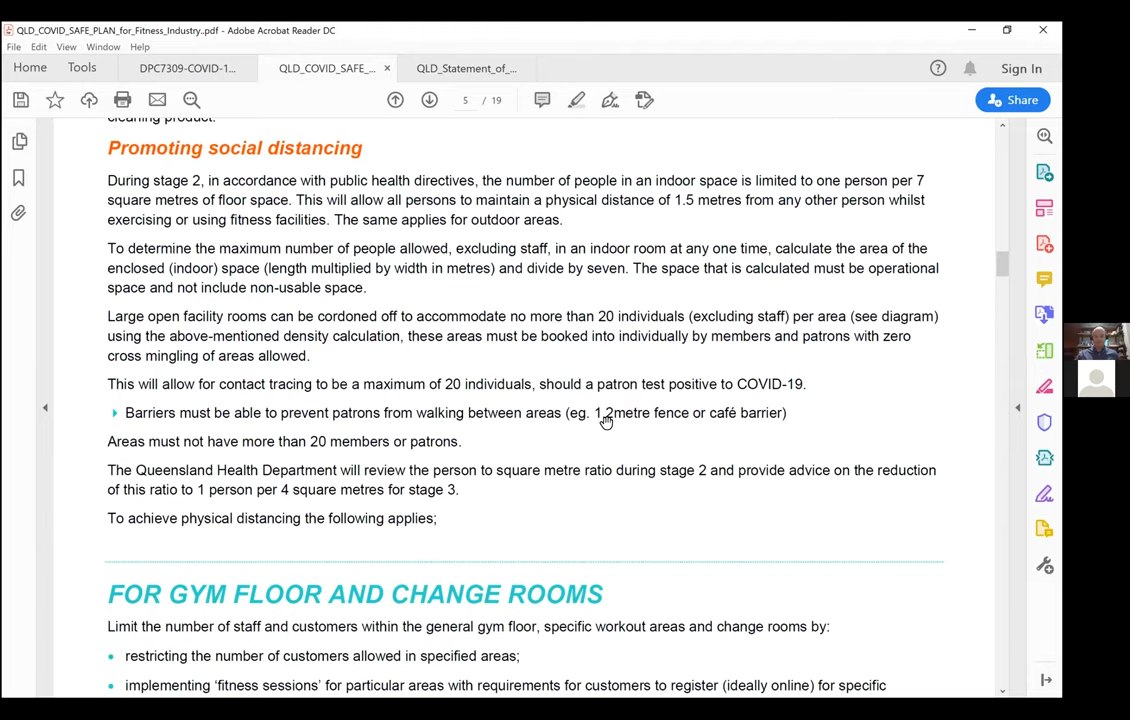 QLD_COVID_SAFE_PLAN_for_Fitness_Industry..pdf - Adobe Acrobat Reader DC
File Edit View Window Help
Home Tools DPC7309-COVID-1... QLD_COVID_SAFE_... × QLD_Statement_of_... Sign In
5 / 19 Share
cleaning product.
Promoting social distancing
During stage 2, in accordance with public health directives, the number of people in an indoor space is limited to one person per 7
square metres of floor space. This will allow all persons to maintain a physical distance of 1.5 metres from any other person whilst
exercising or using fitness facilities. The same applies for outdoor areas.
To determine the maximum number of people allowed, excluding staff, in an indoor room at any one time, calculate the area of the
enclosed (indoor) space (length multiplied by width in metres) and divide by seven. The space that is calculated must be operational
space and not include non-usable space.
Large open facility rooms can be cordoned off to accommodate no more than 20 individuals (excluding staff) per area (see diagram)
using the above-mentioned density calculation, these areas must be booked into individually by members and patrons with zero
cross mingling of areas allowed.
This will allow for contact tracing to be a maximum of 20 individuals, should a patron test positive to COVID-19.
Barriers must be able to prevent patrons from walking between areas (eg. 1.2metre fence or café barrier)
Areas must not have more than 20 members or patrons.
The Queensland Health Department will review the person to square metre ratio during stage 2 and provide advice on the reduction
of this ratio to 1 person per 4 square metres for stage 3.
To achieve physical distancing the following applies;
FOR GYM FLOOR AND CHANGE ROOMS
Limit the number of staff and customers within the general gym floor, specific workout areas and change rooms by:
• restricting the number of customers allowed in specified areas;
• implementing ‘fitness sessions’ for particular areas with requirements for customers to register (ideally online) for specific